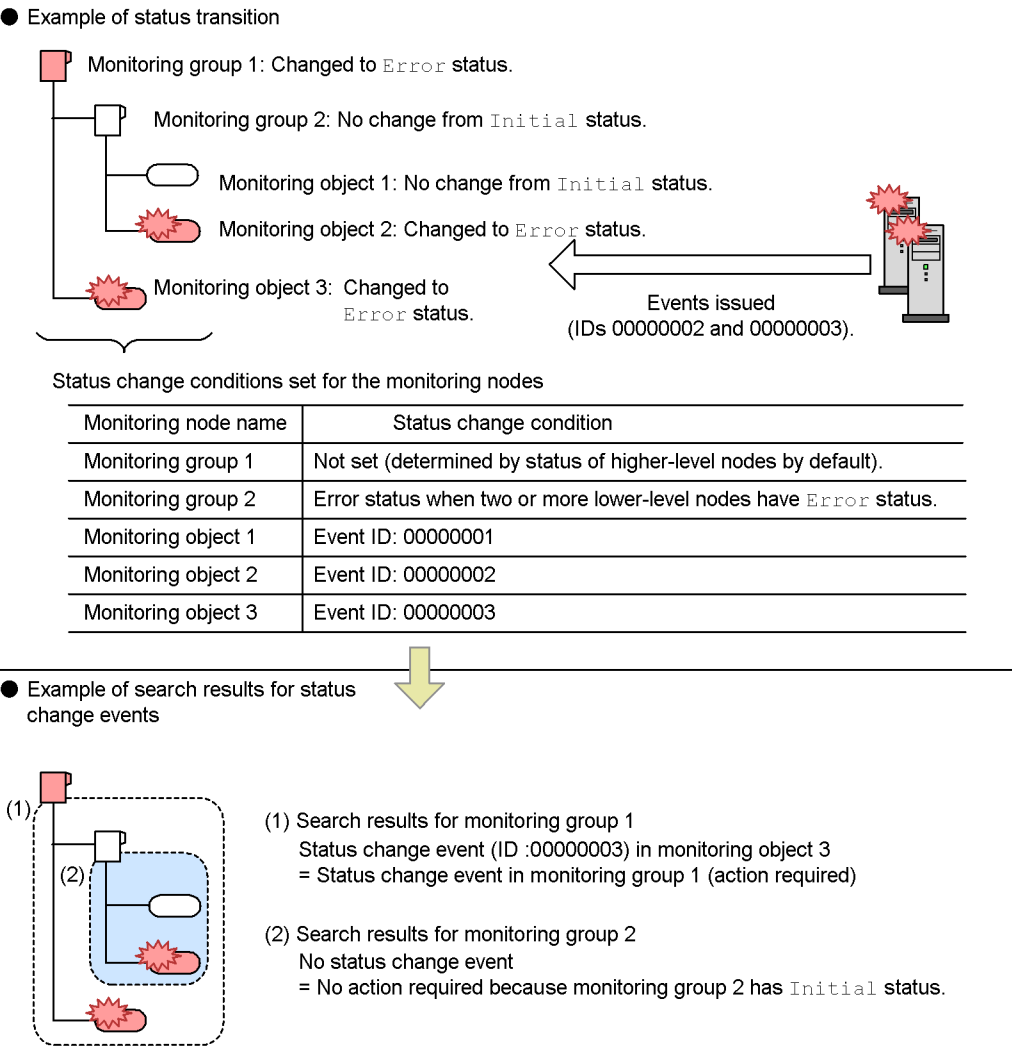 ● Example of status transition
Monitoring group 1: Changed to Error status.
Monitoring group 2: No change from Initial status.
Monitoring object 1: No change from Initial status.
Monitoring object 2: Changed to Error status.
Monitoring object 3: Changed to
Error status.
Events issued
(IDs 00000002 and 00000003).
Status change conditions set for the monitoring nodes
Monitoring node name Status change condition
Monitoring group 1 Not set (determined by status of higher-level nodes by default).
Monitoring group 2 Error status when two or more lower-level nodes have Error status.
Monitoring object 1 Event ID: 00000001
Monitoring object 2 Event ID: 00000002
Monitoring object 3 Event ID: 00000003
● Example of search results for status
change events
(1)
(2)
(1) Search results for monitoring group 1
Status change event (ID :00000003) in monitoring object 3
= Status change event in monitoring group 1 (action required)
(2) Search results for monitoring group 2
No status change event
= No action required because monitoring group 2 has Initial status.